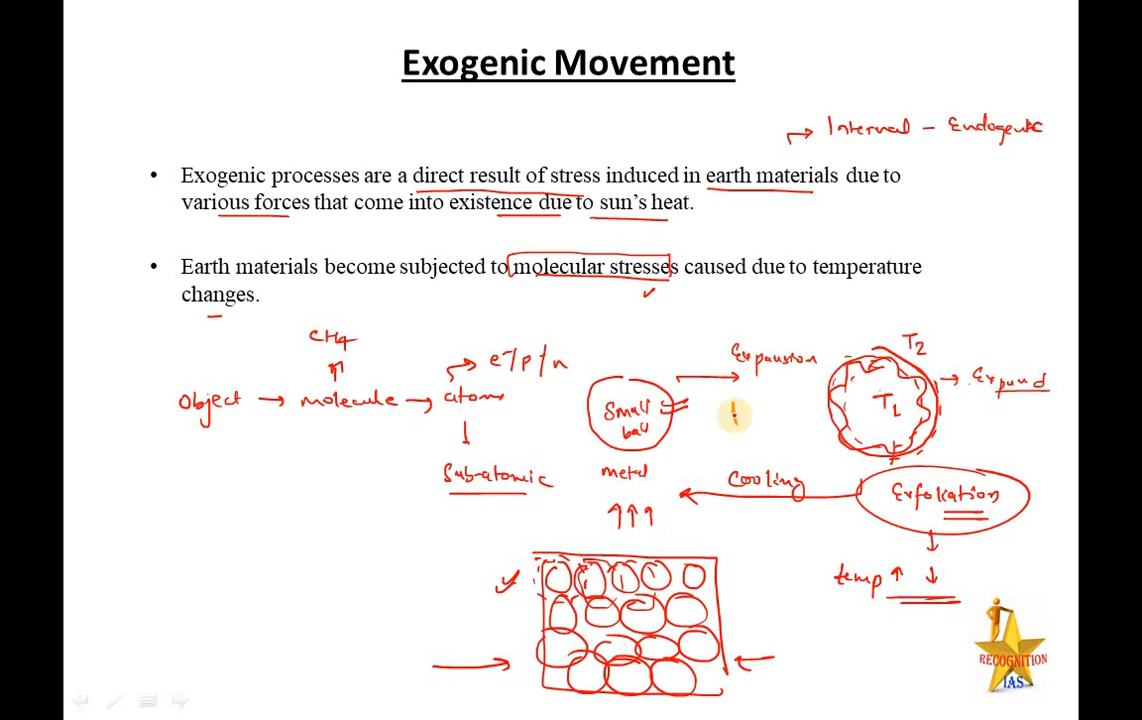 Exogenic Movement
Internal - Endogenic
• Exogenic processes are a direct result of stress induced in earth materials due to
various forces that come into existence due to sun's heat.
• Earth materials become subjected to molecular stresses caused due to temperature
changes.
CH4
Object → molecule → atom
e-/p/n
Sub-atomic
Small
ball
metal
↑↑↑
Expansion
T2
T1
→ Expand
Cooling
Exfoliation
temp ↑ ↓
RECOGNITION
IAS